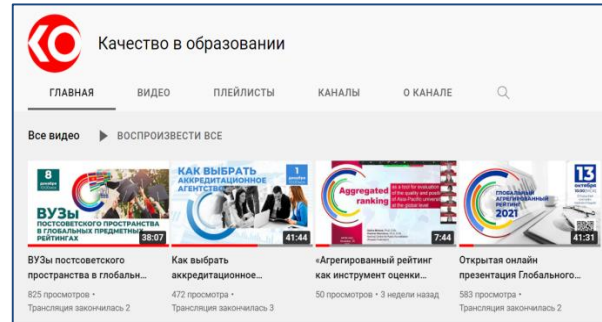 КО
Качество в образовании
ГЛАВНАЯ ВИДЕО ПЛЕЙЛИСТЫ КАНАЛЫ О КАНАЛЕ
Все видео ВОСПРОИЗВЕСТИ ВСЕ
8
декабря
ВУЗы
ПОСТСОВЕТСКОГО ПРОСТРАНСТВА
В ГЛОБАЛЬНЫХ ПРЕДМЕТНЫХ
РЕЙТИНГАХ
38:07
КАК ВЫБРАТЬ
АККРЕДИТАЦИОННОЕ
АГЕНТСТВО
1
декабря
41:44
Aggregated
ranking
as a tool for evaluation
of the quality and
of Asia-Pacific
at the global level
7:44
13
октября
ГЛОБАЛЬНЫЙ
АГРЕГИРОВАННЫЙ
РЕЙТИНГ
2021
41:31
ВУЗы постсоветского
пространства в глобальн...
825 просмотров •
Трансляция закончилась 2
Как выбрать
аккредитационное...
472 просмотра •
Трансляция закончилась 3
«Агрегированный рейтинг
как инструмент оценки...
50 просмотров • 3 недели назад
Открытая онлайн
презентация Глобального...
583 просмотра •
Трансляция закончилась 2